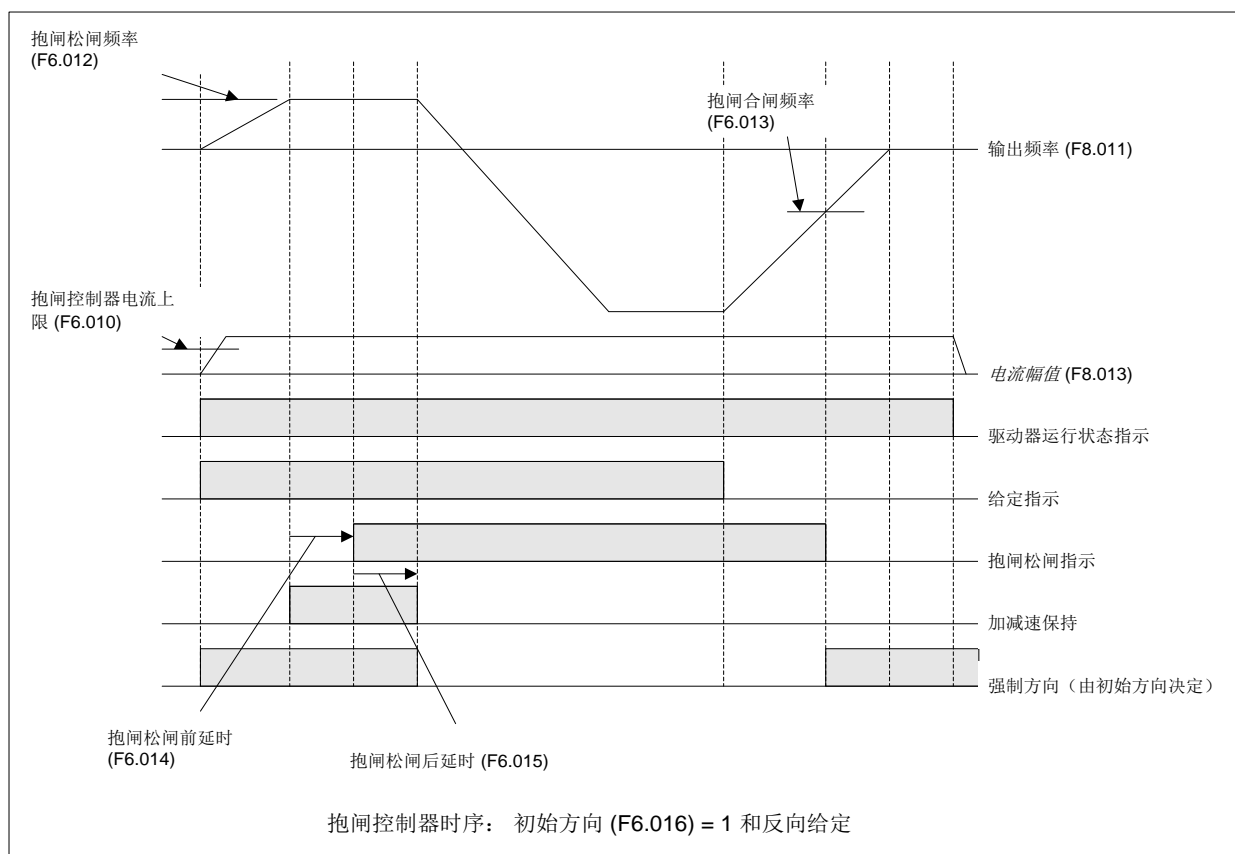 抱闸松闸频率
(F6.012)
抱闸合闸频率
(F6.013)
输出频率 (F8.011)
抱闸控制器电流上
限 (F6.010)
电流幅值 (F8.013)
驱动器运行状态指示
给定指示
抱闸松闸指示
加减速保持
强制方向（由初始方向决定）
抱闸松闸前延时
(F6.014)
抱闸松闸后延时 (F6.015)
抱闸控制器时序： 初始方向 (F6.016) = 1 和反向给定